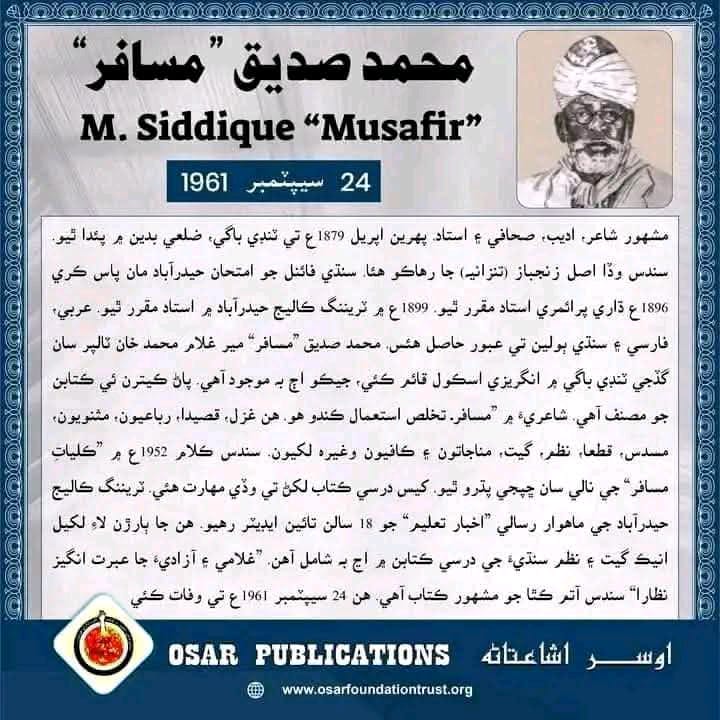 محمد صديق ”مسافر“
M. Siddique “Musafir”
24 سيپٽمبر 1961
مشهور شاعر، اديب، صحافي ۽ استاد. پهرين اپريل 1879ع تي ٽنڊي باگي، ضلعي بدين ۾ پئدا ٿيو.
سندس وڏا اصل زنجباز (تنزانيہ) جا رهاڪو هئا. سنڌي فائنل جو امتحان حيدرآباد مان پاس ڪري
1896ع ڌاري پرائمري استاد مقرر ٿيو. 1899ع ۾ ٽريننگ ڪاليج حيدرآباد ۾ استاد مقرر ٿيو. عربي،
فارسي ۽ سنڌي ٻولين تي عبور حاصل هئس. محمد صديق ”مسافر“ مير غلام محمد خان ٽالپر سان
گڏجي ٽنڊي باگي ۾ انگريزي اسڪول قائم ڪئي، جيڪو اڄ بہ موجود آهي. پاڻ ڪيترن ئي ڪتابن
جو مصنف آهي. شاعريءَ ۾ ”مسافر۔ تخلص استعمال ڪندو هو. هن غزل، قصيدا، رباعيون، مثنويون،
مسدس، قطعا، نظم، گيت، مناجاتون ۽ ڪافيون وغيره لکيون. سندس ڪلام 1952ع ۾ ”ڪلياتِ
مسافر“ جي نالي سان ڇپجي پڌرو ٿيو. کيس درسي ڪتاب لکڻ تي وڏي مهارت هئي. ٽريننگ ڪاليج
حيدرآباد جي ماهوار رسالي ”اخبار تعليم“ جو 18 سالن تائين ايڊيٽر رهيو. هن جا ٻارڙن لاءِ لکيل
انيڪ گيت ۽ نظم سنڌيءَ جي درسي ڪتابن ۾ اڄ بہ شامل آهن. ”غلامي ۽ آزاديءَ جا عبرت انگيز
نظارا“ سندس آتم ڪٿا جو مشهور ڪتاب آهي. هن 24 سيپٽمبر 1961ع تي وفات ڪئي
OSAR PUBLICATIONS اوسر اشاعتاڻه
www.osarfoundationtrust.org